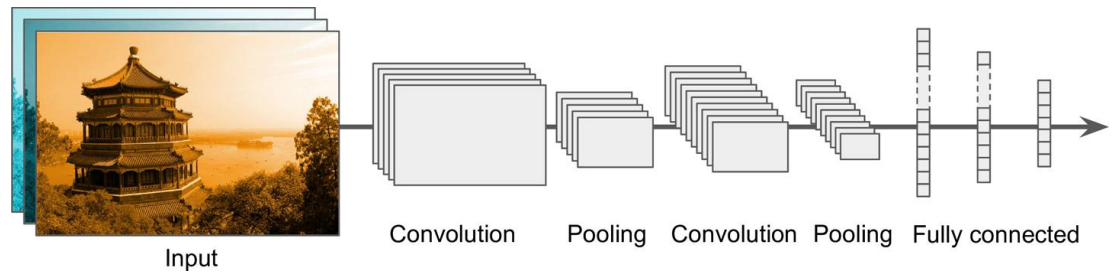 Input
Convolution
Pooling
Convolution
Pooling
Fully connected